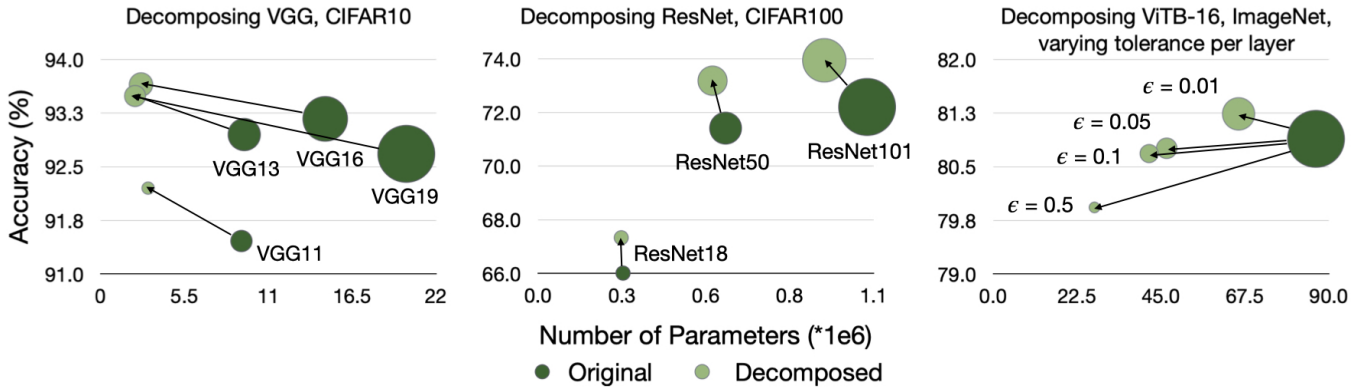 Decomposing VGG, CIFAR10
Accuracy (%)
94.0
93.3
92.5
91.8
91.0
VGG13
VGG16
VGG19
VGG11
0 5.5 11 16.5 22
Decomposing ResNet, CIFAR100
74.0
72.0
70.0
68.0
66.0
ResNet50
ResNet101
ResNet18
0.0 0.3 0.6 0.8 1.1
Decomposing ViTB-16, ImageNet,
varying tolerance per layer
82.0
81.3
80.5
79.8
79.0
ϵ = 0.01
ϵ = 0.05
ϵ = 0.1
ϵ = 0.5
0.0 22.5 45.0 67.5 90.0
Number of Parameters (*1e6)
Original Decomposed